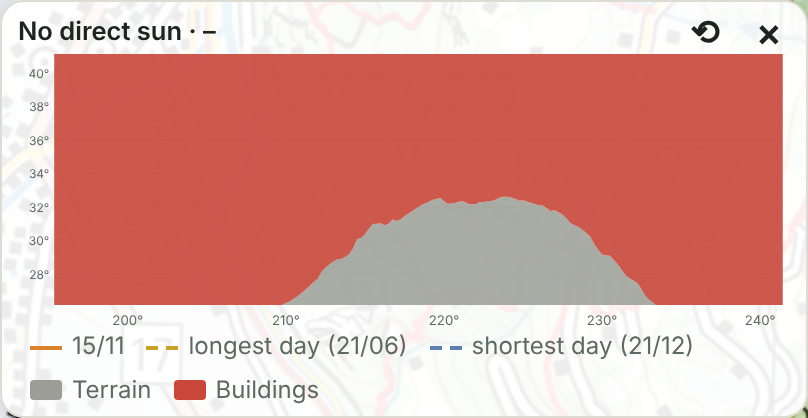 No direct sun · –
40°
38°
36°
34°
32°
30°
28°
200° 210° 220° 230° 240°
15/11 longest day (21/06) shortest day (21/12)
Terrain Buildings